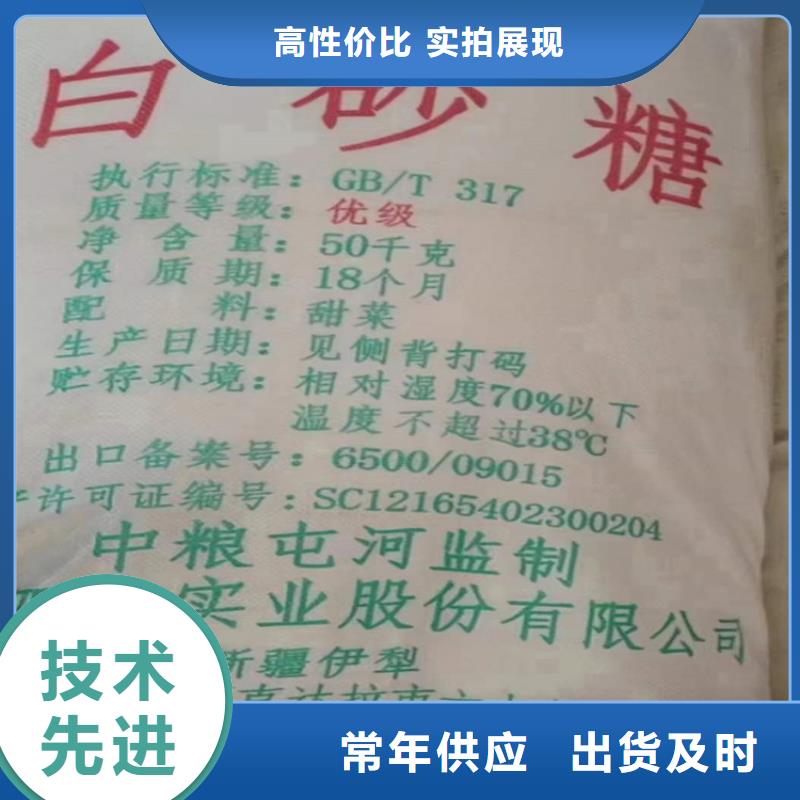 高性价比 实拍展现
白砂糖
执行标准：GB/T 317
质量等级：优级
净含量：50千克
保质期：18个月
配料：甜菜
生产日期：见侧背打码
贮存环境：相对湿度70%以下
温度不超过38℃
出口备案号：6500/09015
许可证编号：SC12165402300204
中粮屯河监制
实业股份有限公司
新疆伊犁
技术
先进
常年供应 出货及时